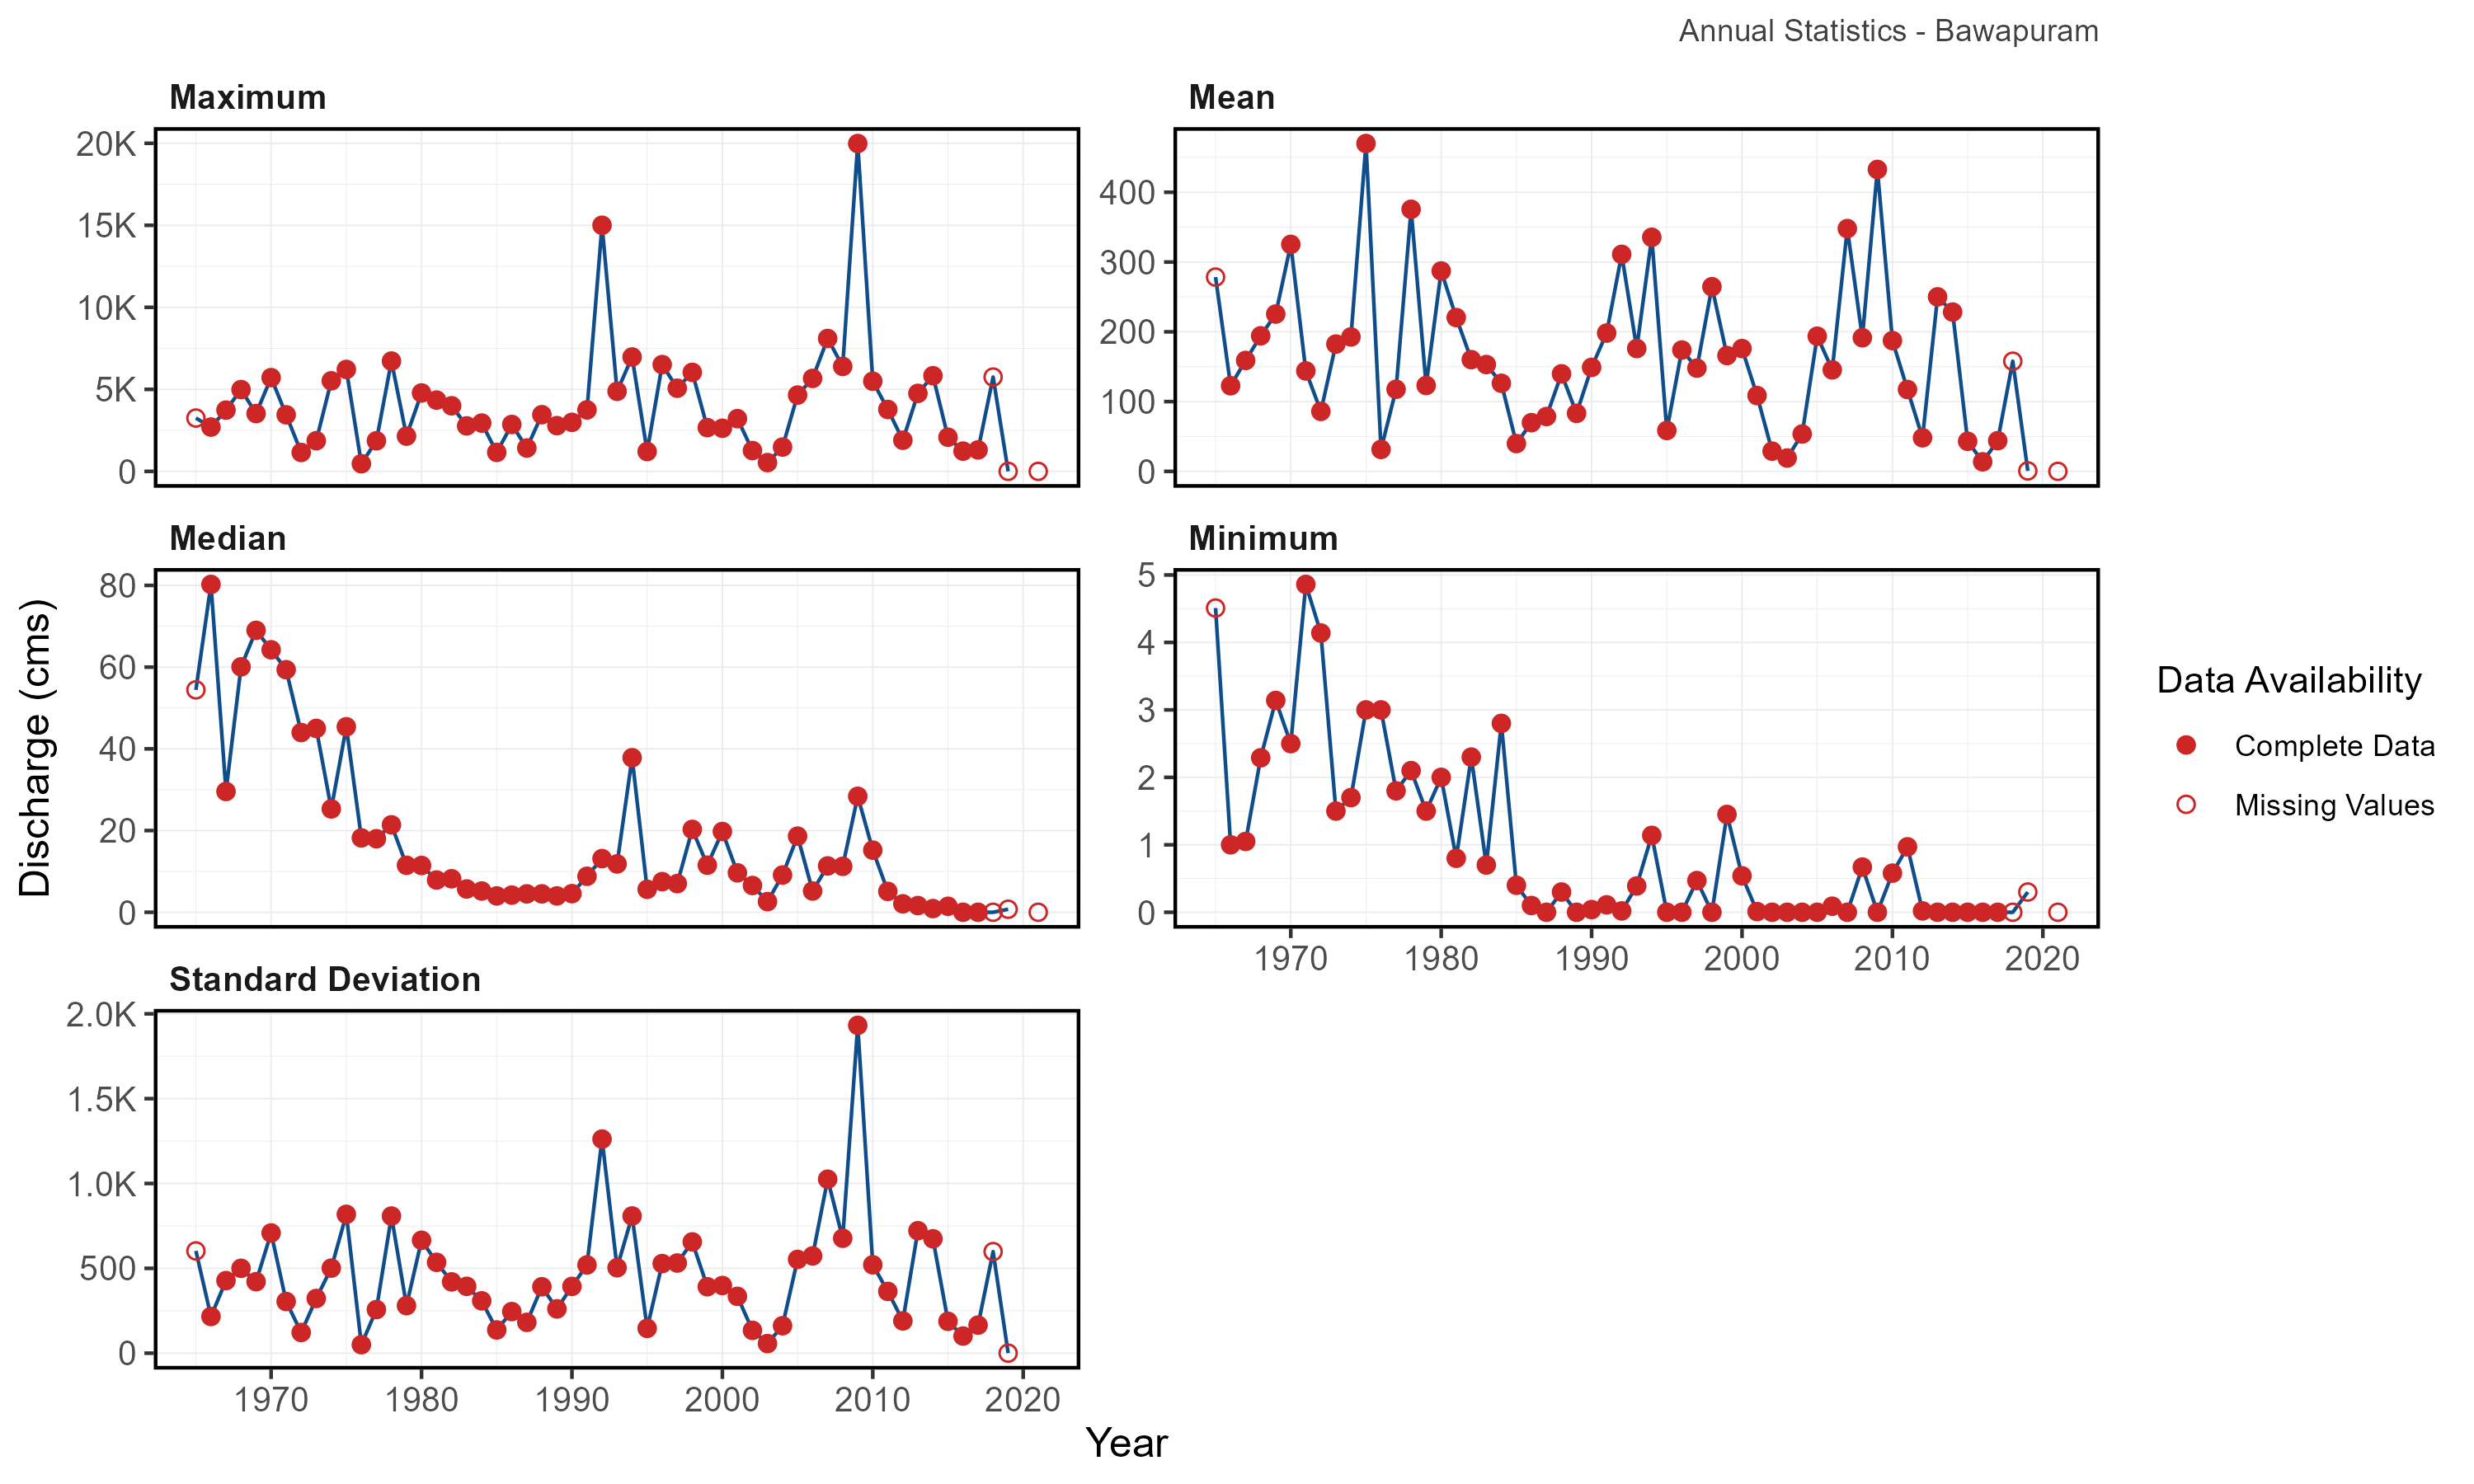 Annual Statistics - Bawapuram
Maximum
20K
15K
10K
5K
0
Mean
400
300
200
100
0
Discharge (cms)
Median
80
60
40
20
0
Minimum
5
4
3
2
1
0
1970 1980 1990 2000 2010 2020
Standard Deviation
2.0K
1.5K
1.0K
500
0
1970 1980 1990 2000 2010 2020
Year
Data Availability
Complete Data
Missing Values